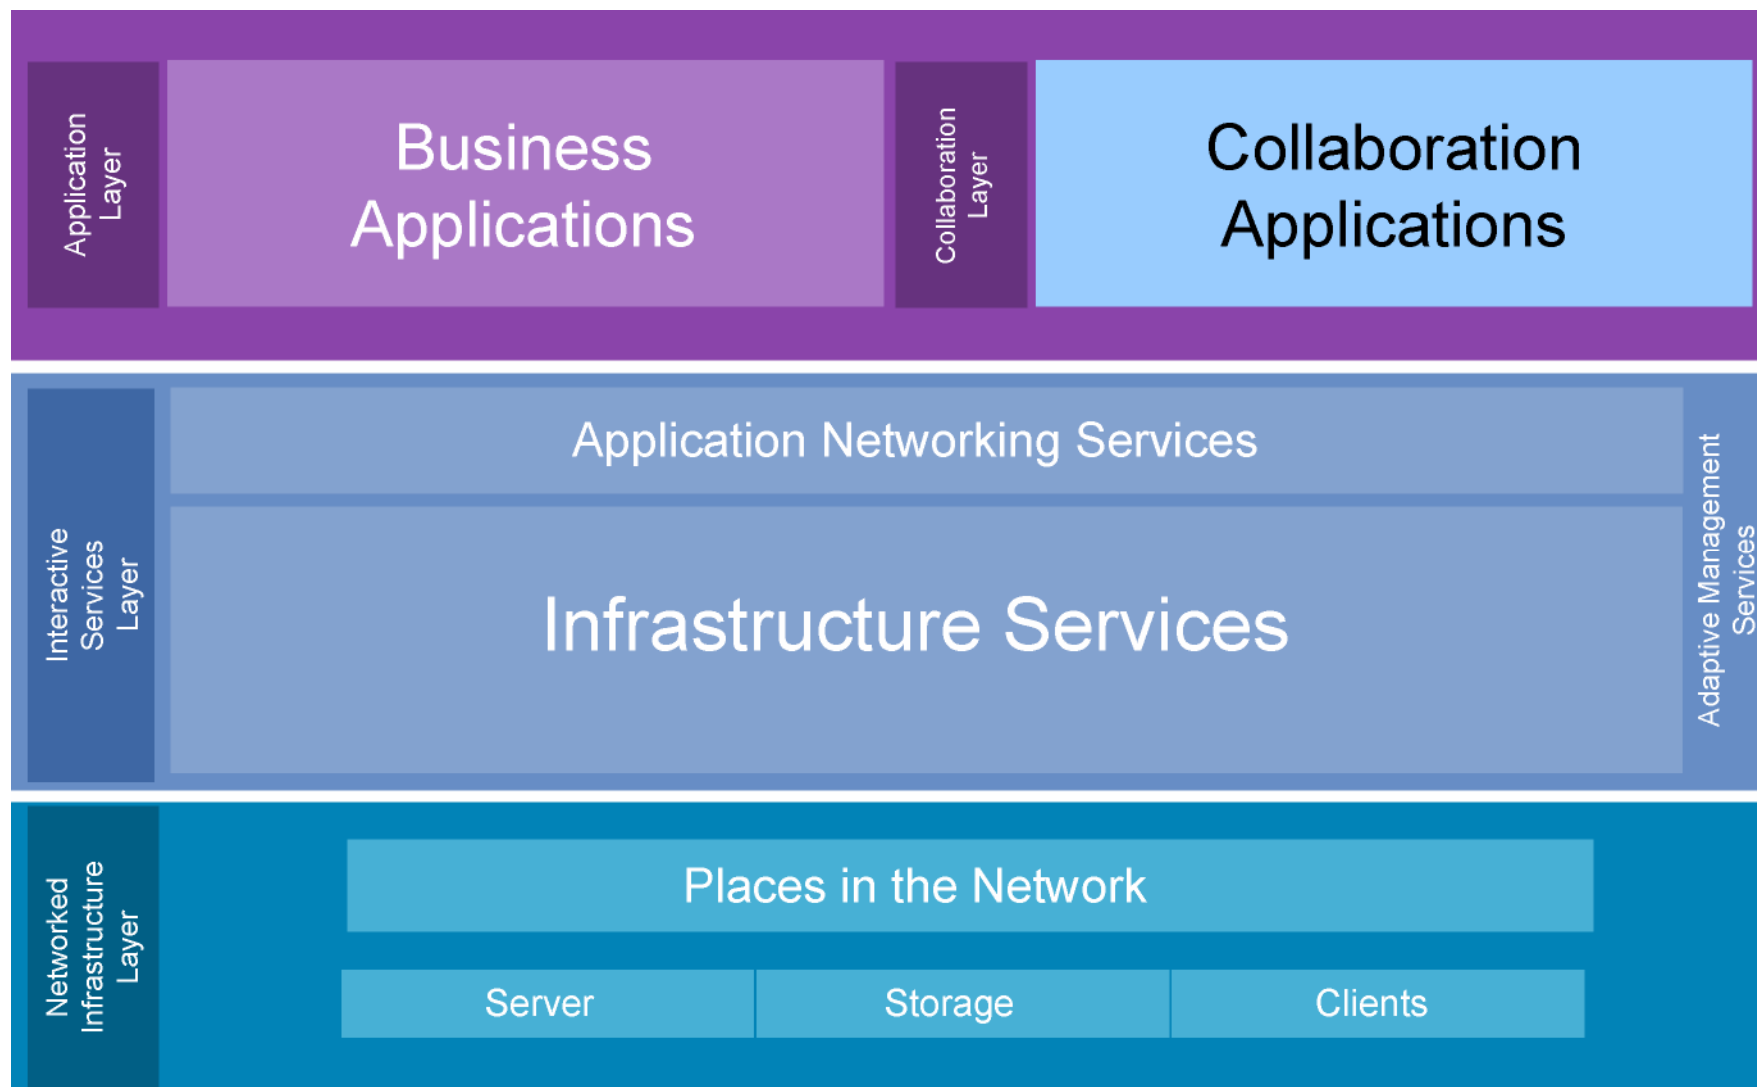 Application
Layer
Business
Applications
Collaboration
Layer
Collaboration
Applications
Interactive
Services
Layer
Application Networking Services
Infrastructure Services
Adaptive Management
Services
Networked
Infrastructure
Layer
Places in the Network
Server
Storage
Clients